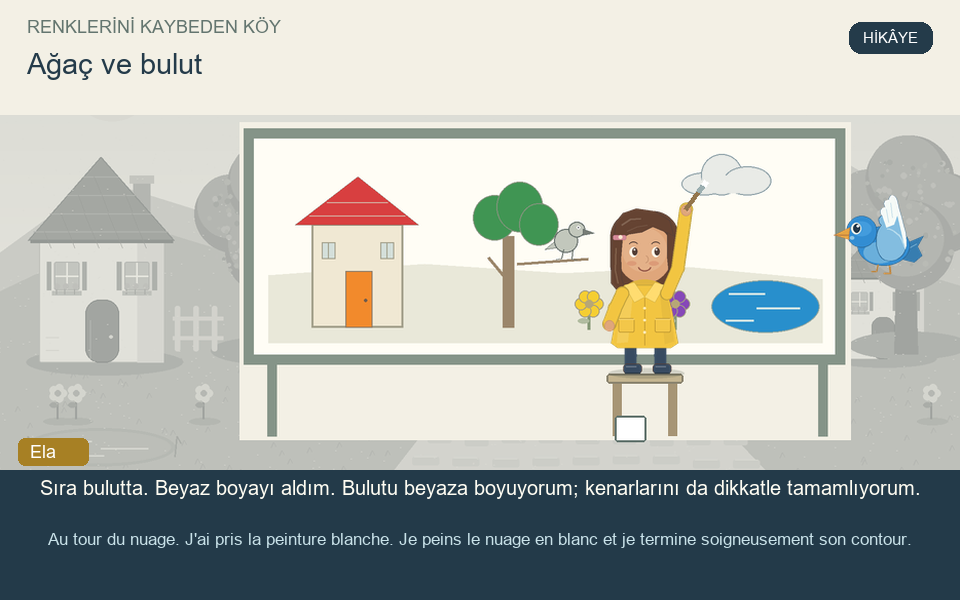 RENKLERİNİ KAYBEDEN KÖY
HİKÂYE
Ağaç ve bulut
Ela
Sıra bulutta. Beyaz boyayı aldım. Bulutu beyaza boyuyorum; kenarlarını da dikkatle tamamlıyorum.
Au tour du nuage. J'ai pris la peinture blanche. Je peins le nuage en blanc et je termine soigneusement son contour.